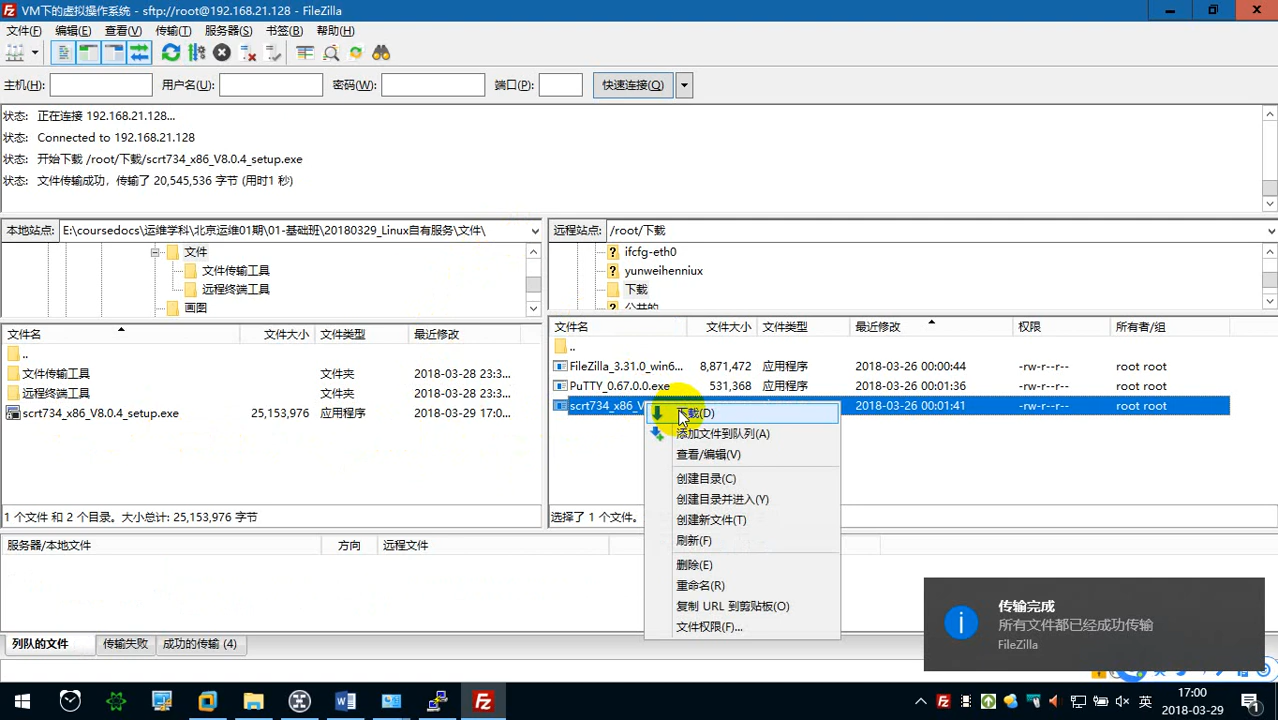 VM下的虚拟操作系统 - sftp://root@192.168.21.128 - FileZilla
文件(F) 编辑(E) 查看(V) 传输(T) 服务器(S) 书签(B) 帮助(H)
主机(H): 用户名(U): 密码(W): 端口(P): 快速连接(Q)
状态: 正在连接 192.168.21.128...
状态: Connected to 192.168.21.128
状态: 开始下载 /root/下载/scrt734_x86_V8.0.4_setup.exe
状态: 文件传输成功，传输了 20,545,536 字节 (用时1 秒)
本地站点: E:\coursedocs\运维学科\北京运维01期\01-基础班\20180329_Linux自有服务\文件\
文件
文件传输工具
远程终端工具
画图
远程站点: /root/下载
ifcfg-eth0
yunweihenniux
下载
公共的
文件名 文件大小 文件类型 最近修改
..
文件传输工具 文件夹 2018-03-28 23:3...
远程终端工具 文件夹 2018-03-28 23:3...
scrt734_x86_V8.0.4_setup.exe 25,153,976 应用程序 2018-03-29 17:0...
1 个文件 和 2 个目录。大小总计: 25,153,976 字节
文件名 文件大小 文件类型 最近修改 权限 所有者/组
..
FileZilla_3.31.0_win6... 8,871,472 应用程序 2018-03-26 00:00:44 -rw-r--r-- root root
PuTTY_0.67.0.0.exe 531,368 应用程序 2018-03-26 00:01:36 -rw-r--r-- root root
scrt734_x86_V 2018-03-26 00:01:41 -rw-r--r-- root root
选择了 1 个文件。
下载(D)
添加文件到队列(A)
查看/编辑(V)
创建目录(C)
创建目录并进入(Y)
创建新文件(T)
刷新(F)
删除(E)
重命名(R)
复制 URL 到剪贴板(O)
文件权限(F)...
服务器/本地文件 方向 远程文件
列队的文件 传输失败 成功的传输 (4)
传输完成
所有文件都已经成功传输
FileZilla
英
17:00
2018-03-29
1